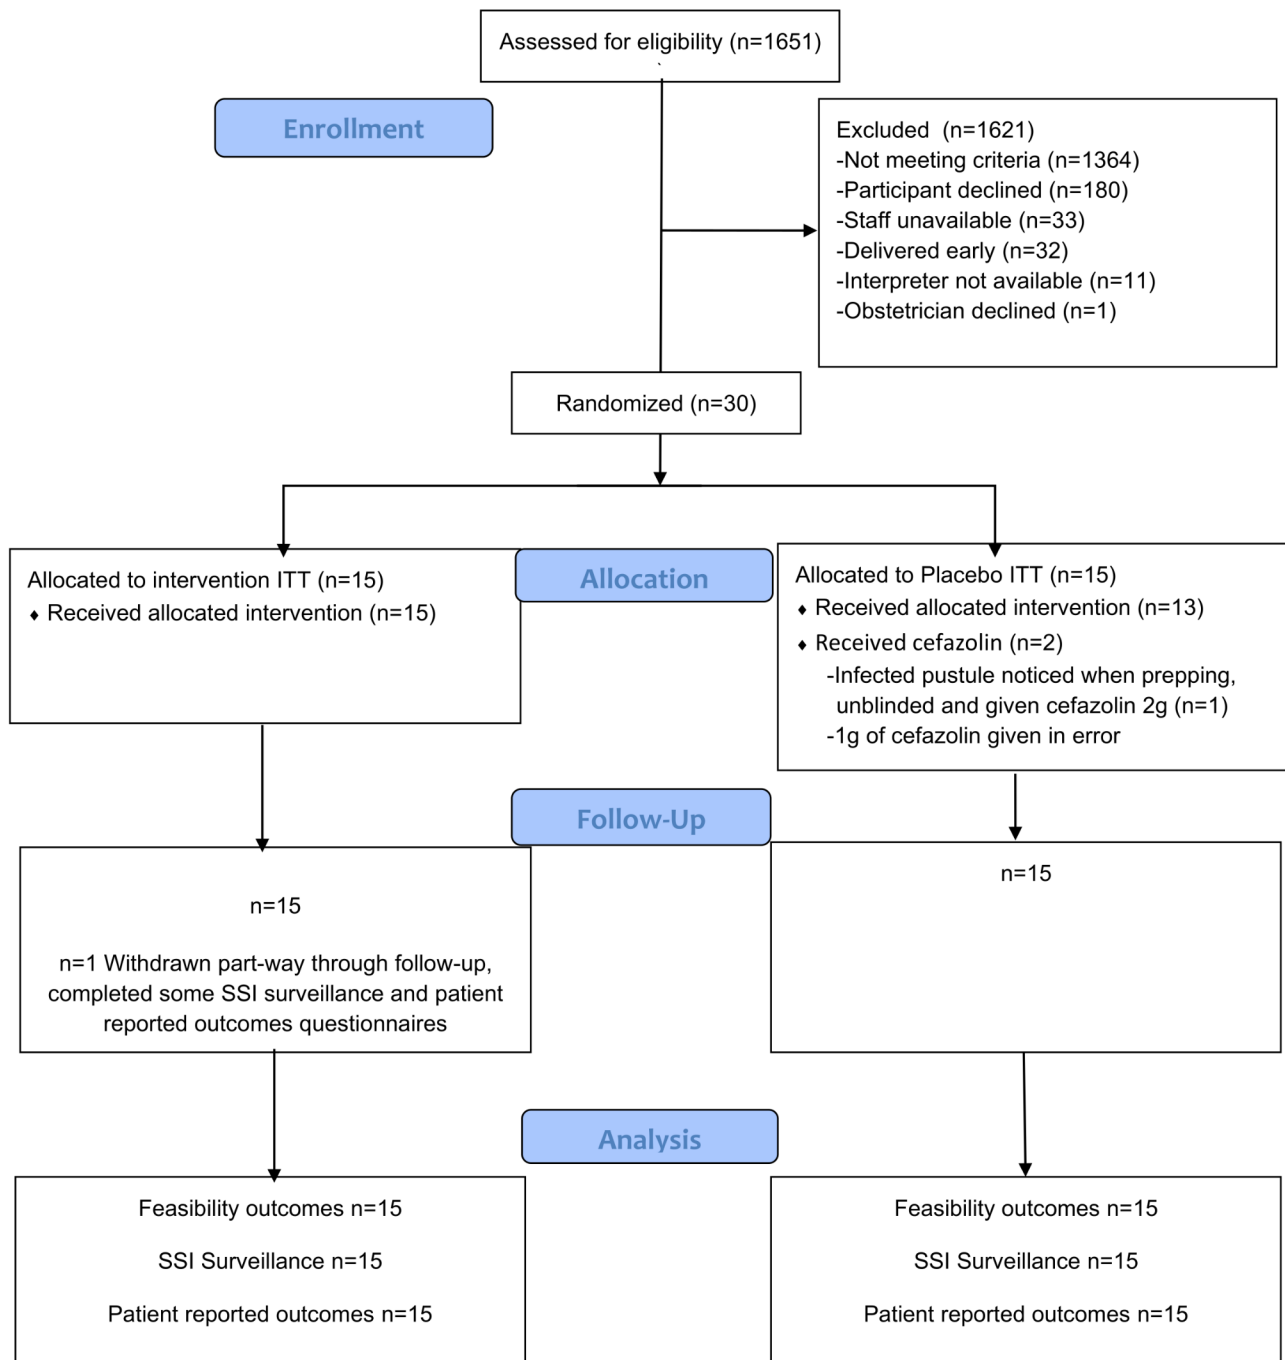 Assessed for eligibility (n=1651)
Enrollment
Excluded  (n=1621)
-Not meeting criteria (n=1364)
-Participant declined (n=180)
-Staff unavailable (n=33)
-Delivered early (n=32)
-Interpreter not available (n=11)
-Obstetrician declined (n=1)
Randomized (n=30)
Allocation
Allocated to intervention ITT (n=15)
♦ Received allocated intervention (n=15)
Allocated to Placebo ITT (n=15)
♦ Received allocated intervention (n=13)
♦ Received cefazolin (n=2)
-Infected pustule noticed when prepping,
unblinded and given cefazolin 2g (n=1)
-1g of cefazolin given in error
Follow-Up
n=15
n=1 Withdrawn part-way through follow-up,
completed some SSI surveillance and patient
reported outcomes questionnaires
n=15
Analysis
Feasibility outcomes n=15
SSI Surveillance n=15
Patient reported outcomes n=15
Feasibility outcomes n=15
SSI Surveillance n=15
Patient reported outcomes n=15